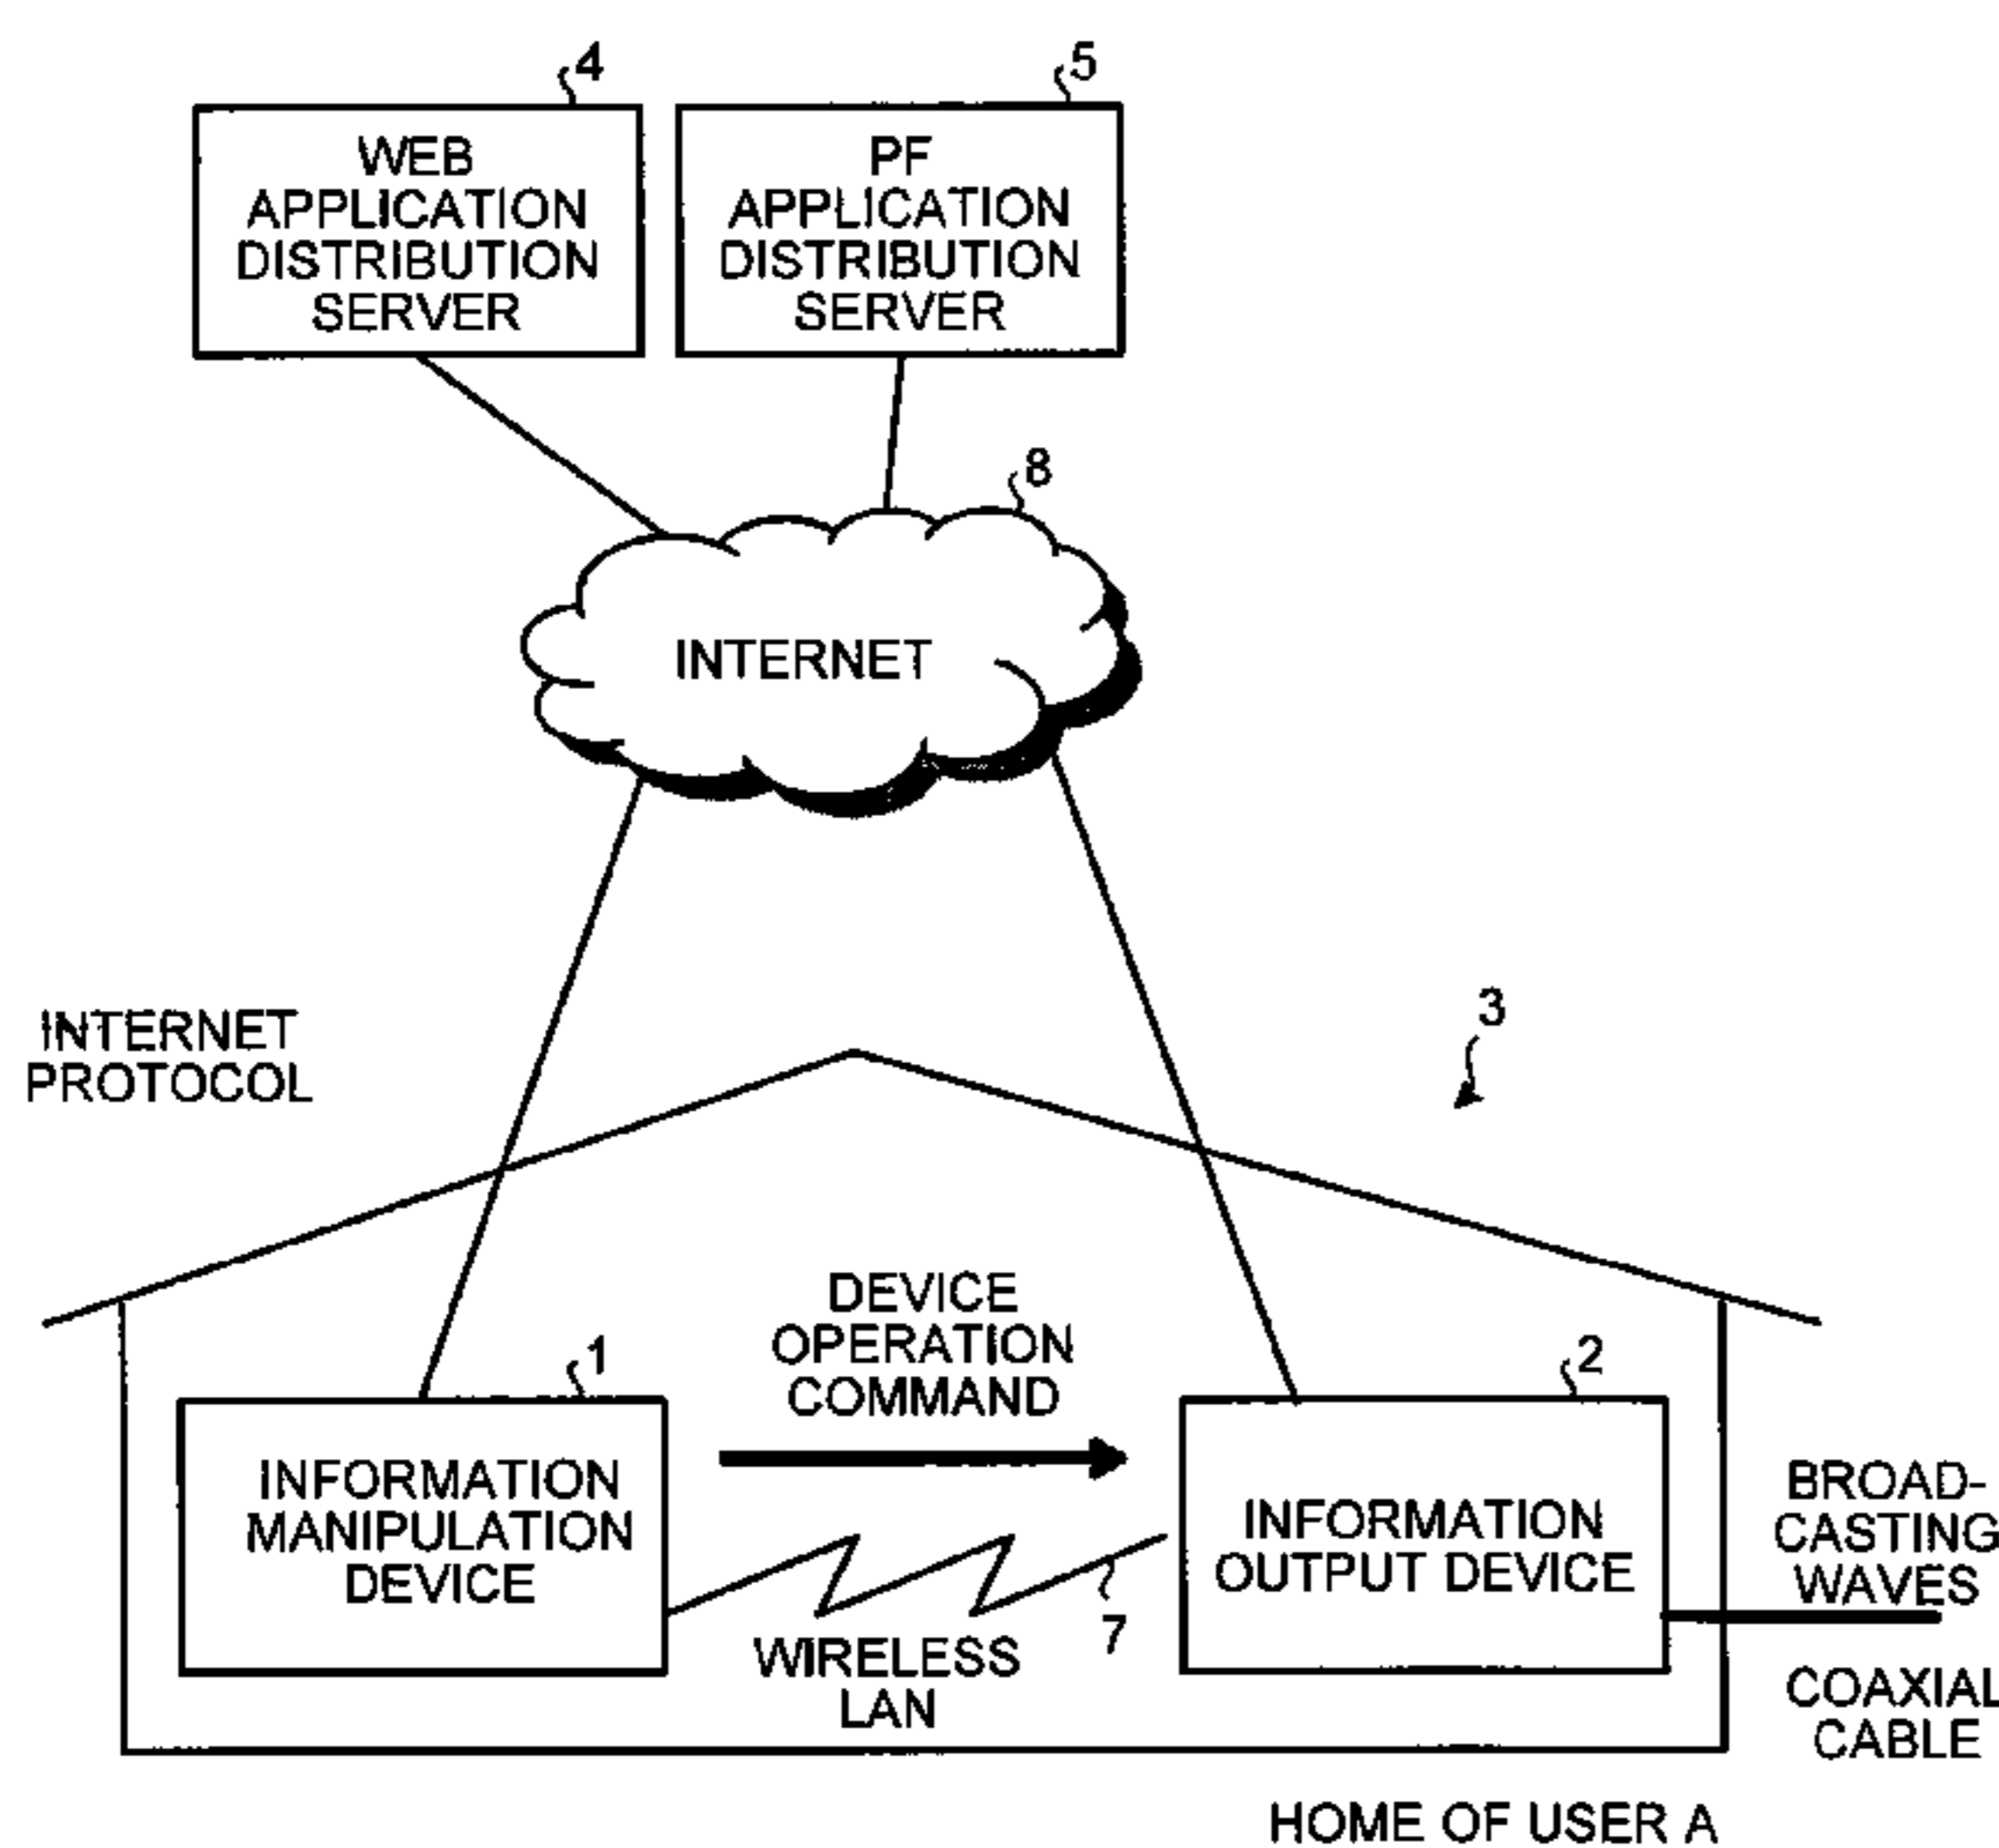 4
5
WEB
APPLICATION
DISTRIBUTION
SERVER
PF
APPLICATION
DISTRIBUTION
SERVER
8
INTERNET
INTERNET
PROTOCOL
3
DEVICE
OPERATION
COMMAND
1
2
INFORMATION
MANIPULATION
DEVICE
INFORMATION
OUTPUT DEVICE
BROAD-
CASTING
WAVES
7
WIRELESS
LAN
COAXIAL
CABLE
HOME OF USER A